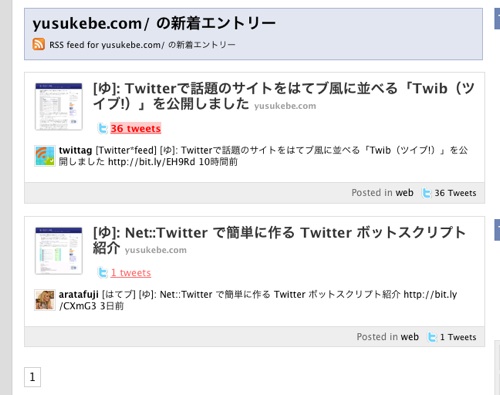 yusukebe.com/ の新着エントリー
RSS feed for yusukebe.com/ の新着エントリー
[ゆ]: Twitterで話題のサイトをはてブ風に並べる「Twib（ツ
イブ!）」を公開しました yusukebe.com
36 tweets
twittag [Twitter*feed] [ゆ]: Twitterで話題のサイトをはてブ風に並べる「Twib（ツイブ!）」を公
開しました http://bit.ly/EH9Rd 10時間前
Posted in web 36 Tweets
[ゆ]: Net::Twitter で簡単に作る Twitter ボットスクリプト
紹介 yusukebe.com
1 tweets
aratafuji [はてブ] [ゆ]: Net::Twitter で簡単に作る Twitter ボットスクリプト紹介 http://bit.ly
/CXmG3 3日前
Posted in web 1 Tweets
1